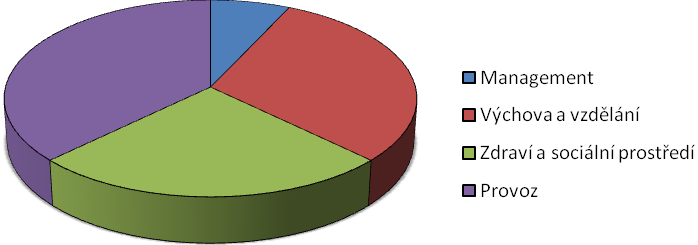 Management
Výchova a vzdělání
Zdraví a sociální prostředí
Provoz